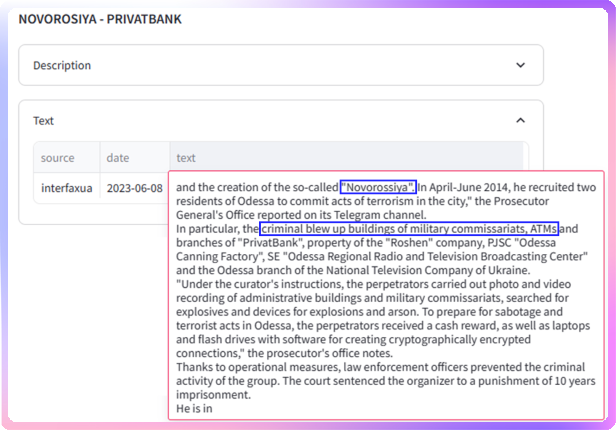 NOVOROSIYA - PRIVATBANK
Description
Text
source date text
interfaxua 2023-06-08
and the creation of the so-called "Novorossiya". In April-June 2014, he recruited two
residents of Odessa to commit acts of terrorism in the city," the Prosecutor
General's Office reported on its Telegram channel.
In particular, the criminal blew up buildings of military commissariats, ATMs and
branches of "PrivatBank", property of the "Roshen" company, PJSC "Odessa
Canning Factory", SE "Odessa Regional Radio and Television Broadcasting Center"
and the Odessa branch of the National Television Company of Ukraine.
"Under the curator's instructions, the perpetrators carried out photo and video
recording of administrative buildings and military commissariats, searched for
explosives and devices for explosions and arson. To prepare for sabotage and
terrorist acts in Odessa, the perpetrators received a cash reward, as well as laptops
and flash drives with software for creating cryptographically encrypted
connections," the prosecutor's office notes.
Thanks to operational measures, law enforcement officers prevented the criminal
activity of the group. The court sentenced the organizer to a punishment of 10 years
imprisonment.
He is in